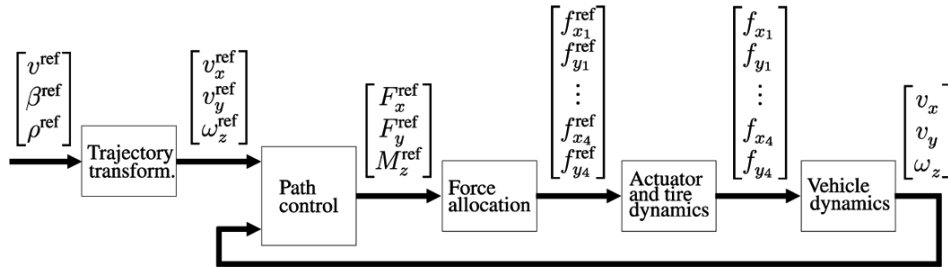 v^ref
β^ref
ρ^ref
Trajectory
transform.
v_x^ref
v_y^ref
ω_z^ref
Path
control
F_x^ref
F_y^ref
M_z^ref
Force
allocation
f_x1^ref
f_y1^ref
⋮
f_x4^ref
f_y4^ref
Actuator
and tire
dynamics
f_x1
f_y1
⋮
f_x4
f_y4
Vehicle
dynamics
v_x
v_y
ω_z